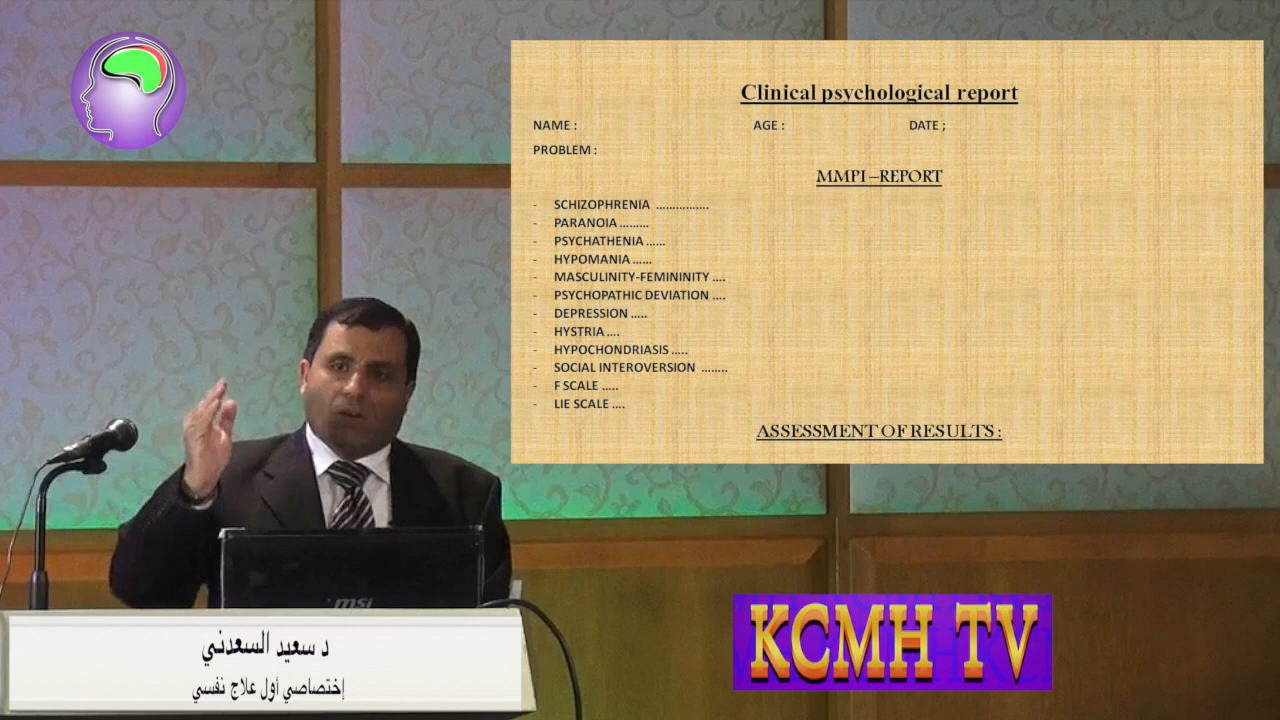 Clinical psychological report
NAME : AGE : DATE ;
PROBLEM :
MMPI –REPORT
- SCHIZOPHRENIA ................
- PARANOIA .........
- PSYCHATHENIA ......
- HYPOMANIA ......
- MASCULINITY-FEMININITY ....
- PSYCHOPATHIC DEVIATION ....
- DEPRESSION .....
- HYSTRIA ....
- HYPOCHONDRIASIS .....
- SOCIAL INTEROVERSION ........
- F SCALE .....
- LIE SCALE ....
ASSESSMENT OF RESULTS :
msi
د سعيد السعدني
إختصاصي أول علاج نفسي
KCMH TV